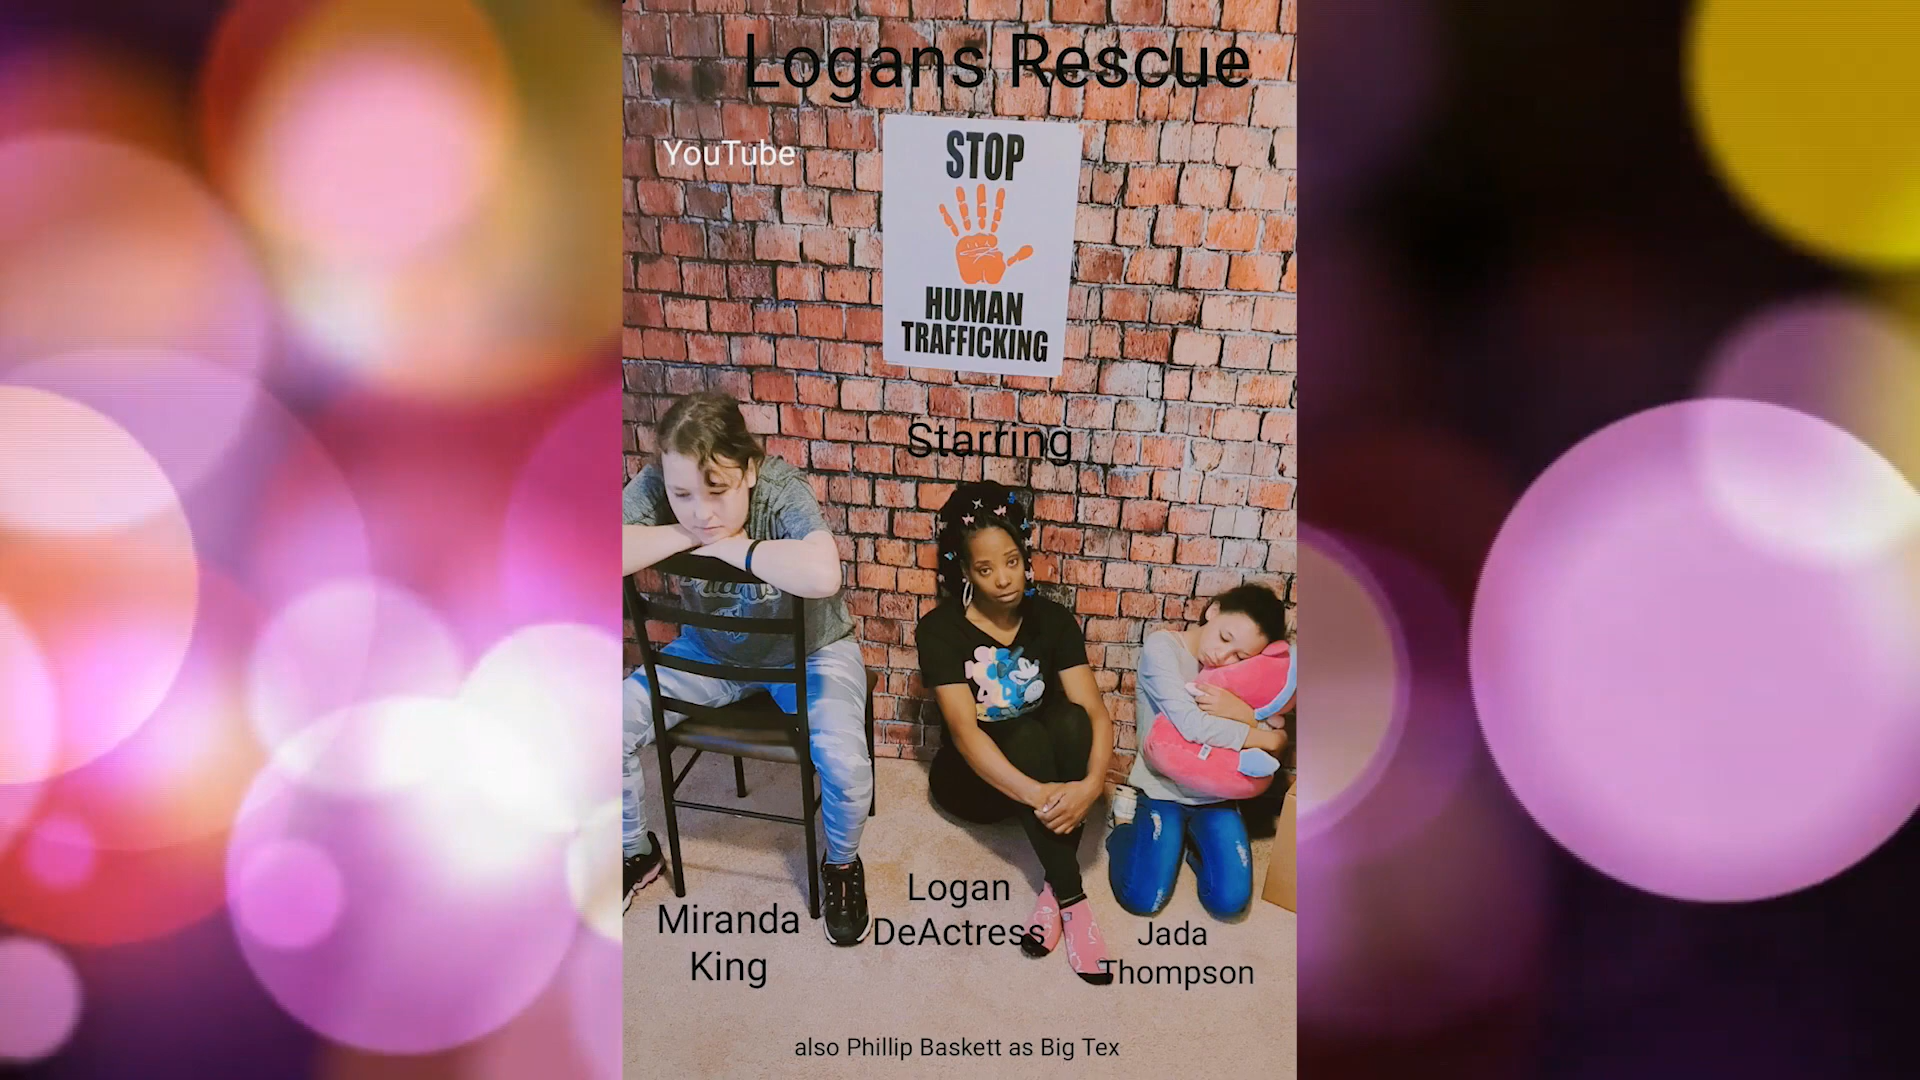 Logans Rescue
YouTube
STOP
HUMAN
TRAFFICKING
Starring
Miranda
King
Logan
DeActress
Jada
Thompson
also Phillip Baskett as Big Tex